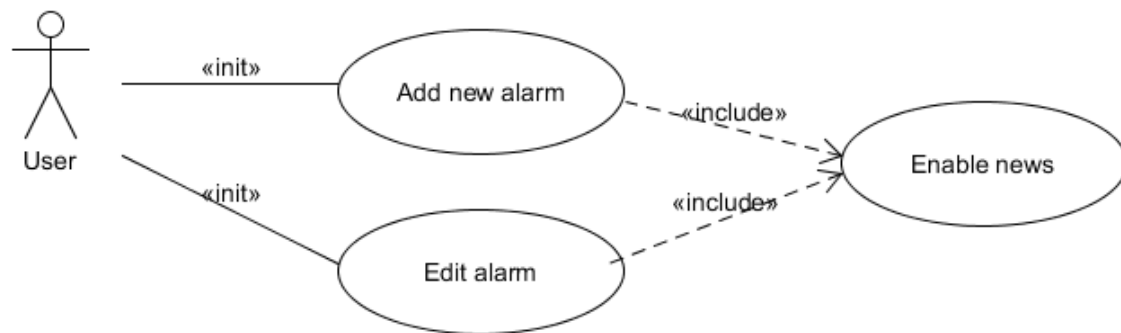 «init»
Add new alarm
«include»
User
Enable news
«init»
«include»
Edit alarm